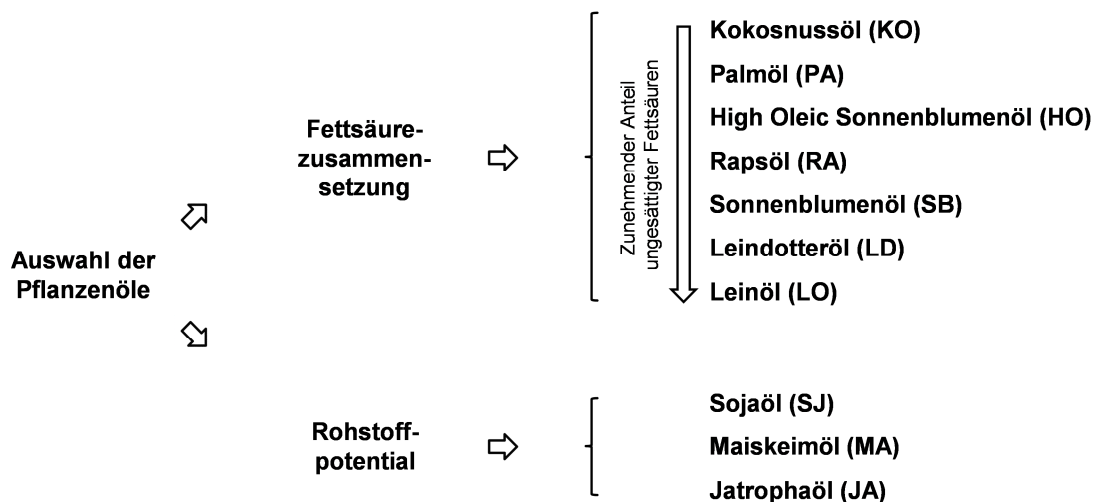 Auswahl der
Pflanzenöle
Fettsäure-
zusammen-
setzung
Zunehmender Anteil
ungesättigter Fettsäuren
Kokosnussöl (KO)
Palmöl (PA)
High Oleic Sonnenblumenöl (HO)
Rapsöl (RA)
Sonnenblumenöl (SB)
Leindotteröl (LD)
Leinöl (LO)
Rohstoff-
potential
Sojaöl (SJ)
Maiskeimöl (MA)
Jatrophaöl (JA)